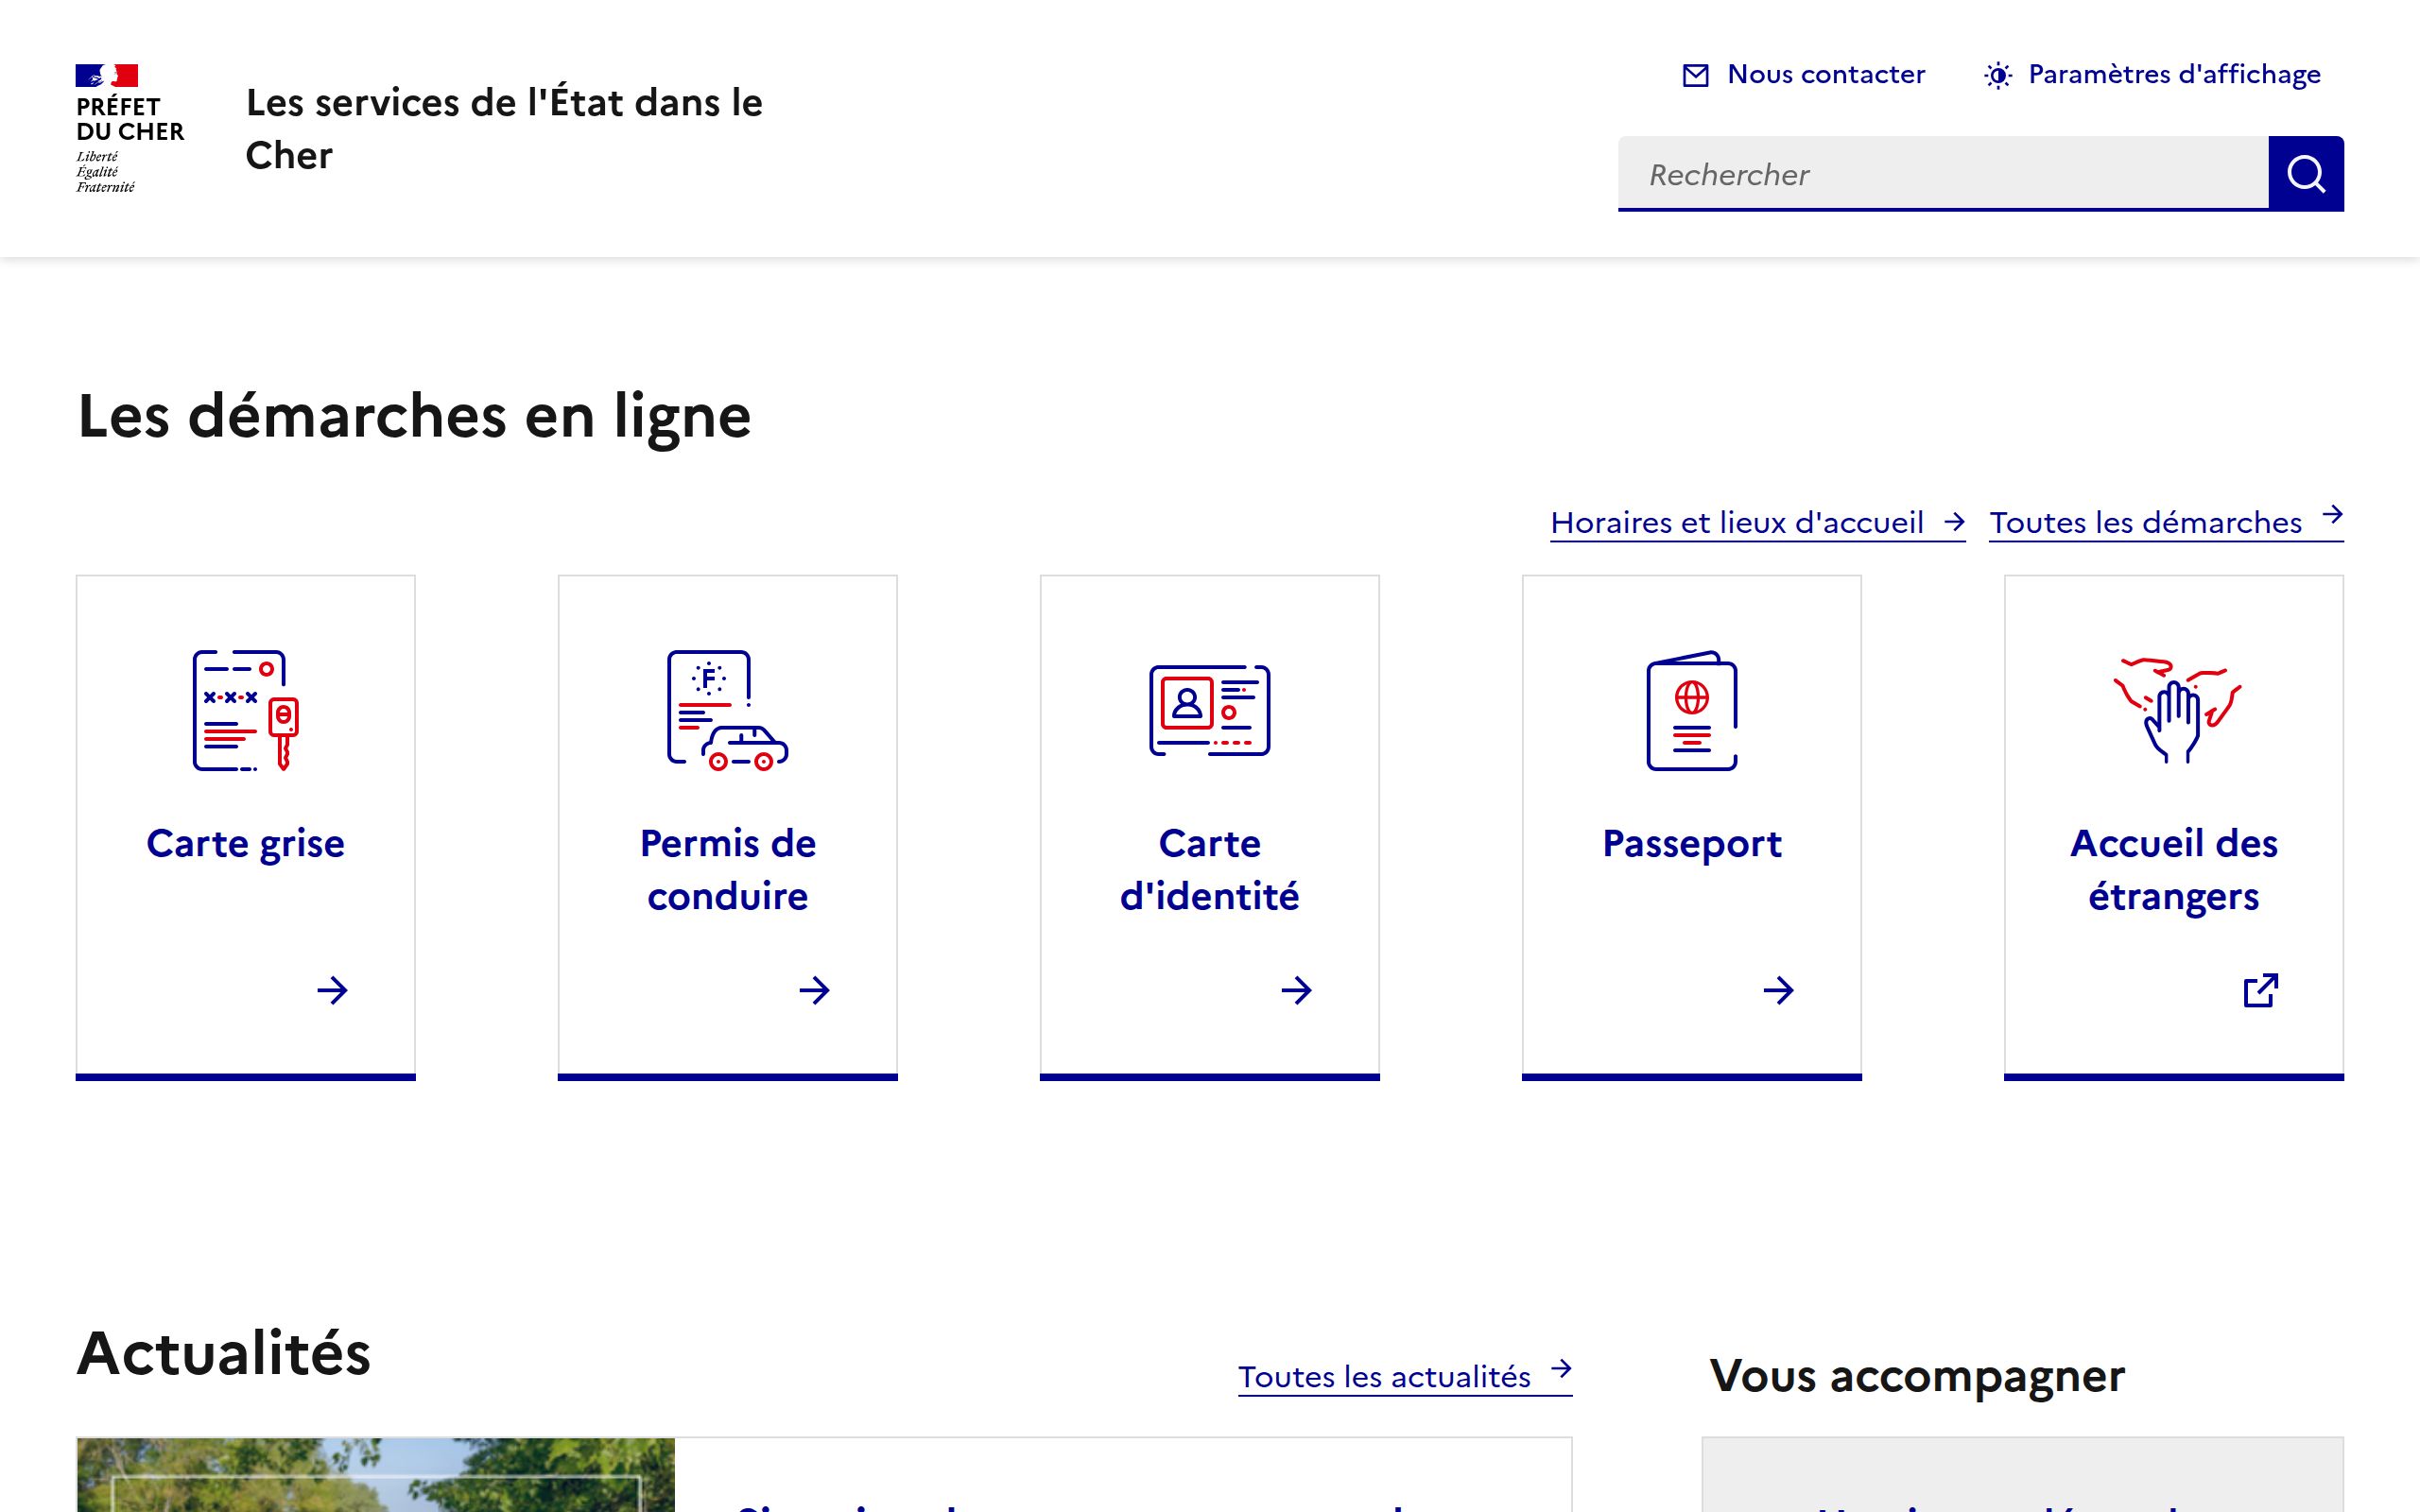 PRÉFET
DU CHER
Liberté
Égalité
Fraternité
Les services de l'État dans le
Cher
Nous contacter
Paramètres d'affichage
Rechercher
Les démarches en ligne
Horaires et lieux d'accueil
Toutes les démarches
Carte grise
Permis de
conduire
Carte
d'identité
Passeport
Accueil des
étrangers
Actualités
Toutes les actualités
Vous accompagner